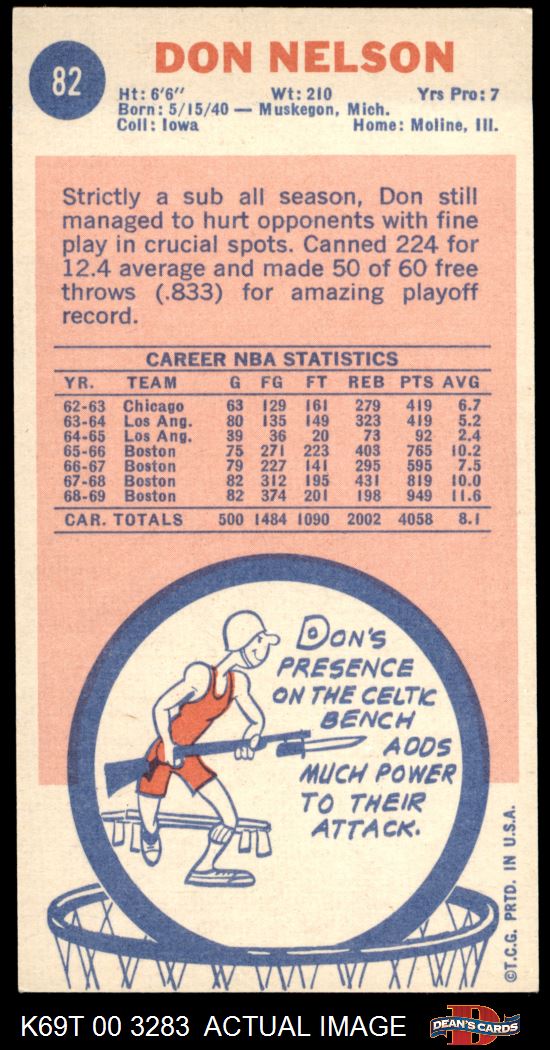 82
DON NELSON
Ht: 6'6" Wt: 210 Yrs Pro: 7
Born: 5/15/40 — Muskegon, Mich.
Coll: Iowa Home: Moline, Ill.
Strictly a sub all season, Don still
managed to hurt opponents with fine
play in crucial spots. Canned 224 for
12.4 average and made 50 of 60 free
throws (.833) for amazing playoff
record.
CAREER NBA STATISTICS
YR. TEAM G FG FT REB PTS AVG
62-63 Chicago 63 129 161 279 419 6.7
63-64 Los Ang. 80 135 149 323 419 5.2
64-65 Los Ang. 39 36 20 73 92 2.4
65-66 Boston 75 271 223 403 765 10.2
66-67 Boston 79 227 141 295 595 7.5
67-68 Boston 82 312 195 431 819 10.0
68-69 Boston 82 374 201 198 949 11.6
CAR. TOTALS 500 1484 1090 2002 4058 8.1
DON'S
PRESENCE
ON THE CELTIC
BENCH
ADDS
MUCH POWER
TO THEIR
ATTACK.
©T.C.G. PRTD. IN U.S.A.
K69T 00 3283 ACTUAL IMAGE
D
DEAN'S CARDS